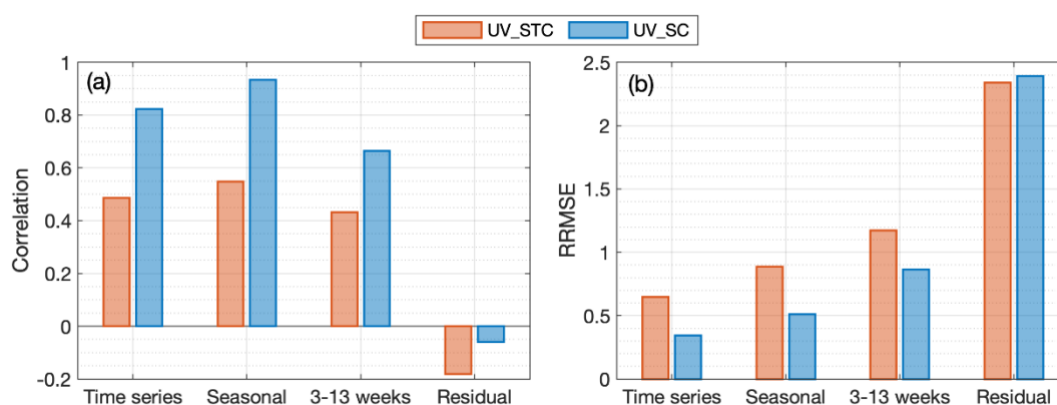 UV_STC UV_SC
(a)
Correlation
1
0.8
0.6
0.4
0.2
0
-0.2
Time series Seasonal 3-13 weeks Residual
(b)
RRMSE
2.5
2
1.5
1
0.5
0
Time series Seasonal 3-13 weeks Residual